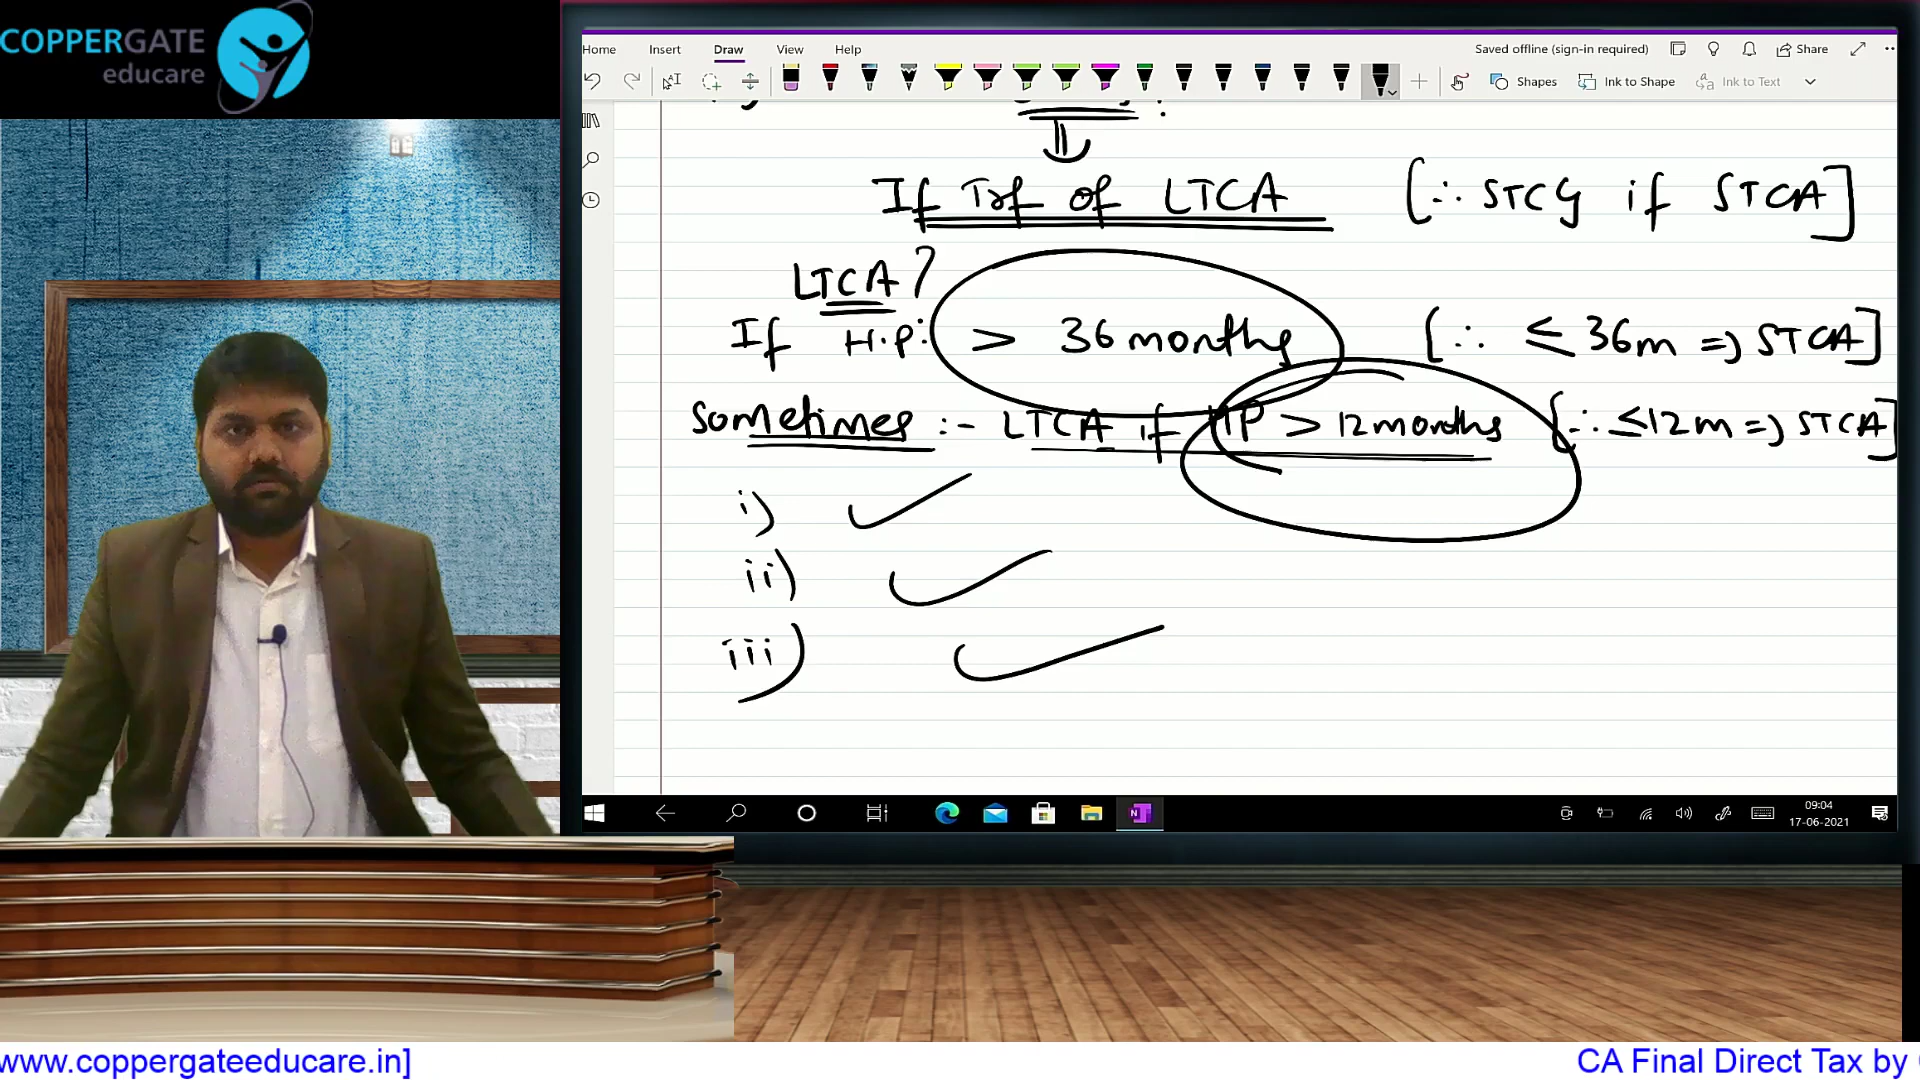 COPPERGATE
educare
Home Insert Draw View Help Saved offline (sign-in required) Share
Shapes Ink to Shape Ink to Text
If Trf of LTCA [∴ STCG if STCA]
LTCA?
If H.P: > 36 months [∴ ≤ 36m => STCA]
Sometimes :- LTCA if HP > 12 months [∴ ≤12m => STCA]
i)
ii)
iii)
09:04
17-06-2021
www.coppergateeducare.in] CA Final Direct Tax by